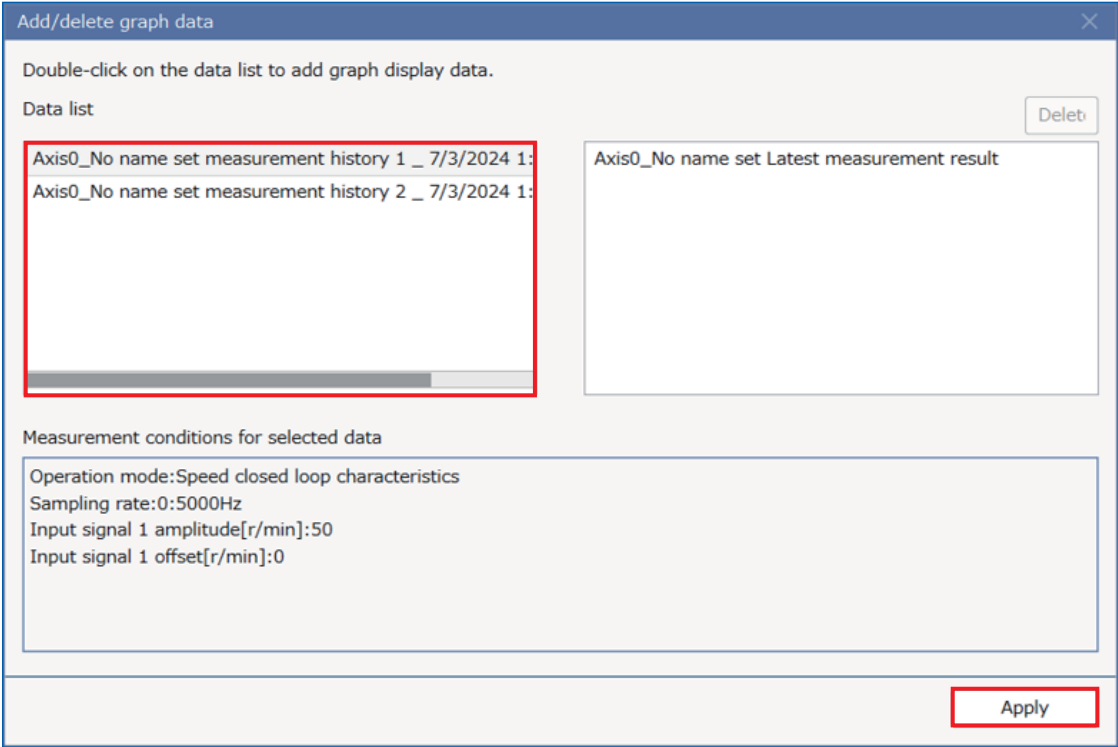 Add/delete graph data
Double-click on the data list to add graph display data.
Data list
Delet
Axis0_No name set measurement history 1 _ 7/3/2024 1:
Axis0_No name set measurement history 2 _ 7/3/2024 1:
Axis0_No name set Latest measurement result
Measurement conditions for selected data
Operation mode:Speed closed loop characteristics
Sampling rate:0:5000Hz
Input signal 1 amplitude[r/min]:50
Input signal 1 offset[r/min]:0
Apply